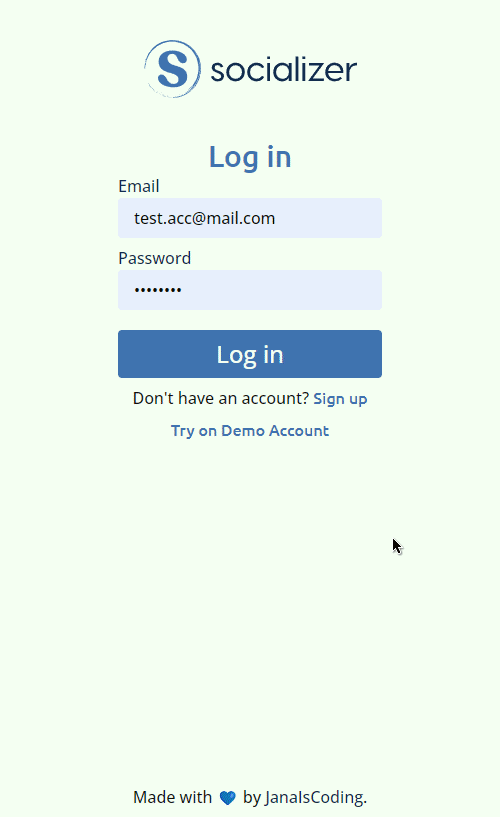 S socializer
Log in
Email
test.acc@mail.com
Password
••••••••
Log in
Don't have an account? Sign up
Try on Demo Account
Made with 💙 by JanaIsCoding.